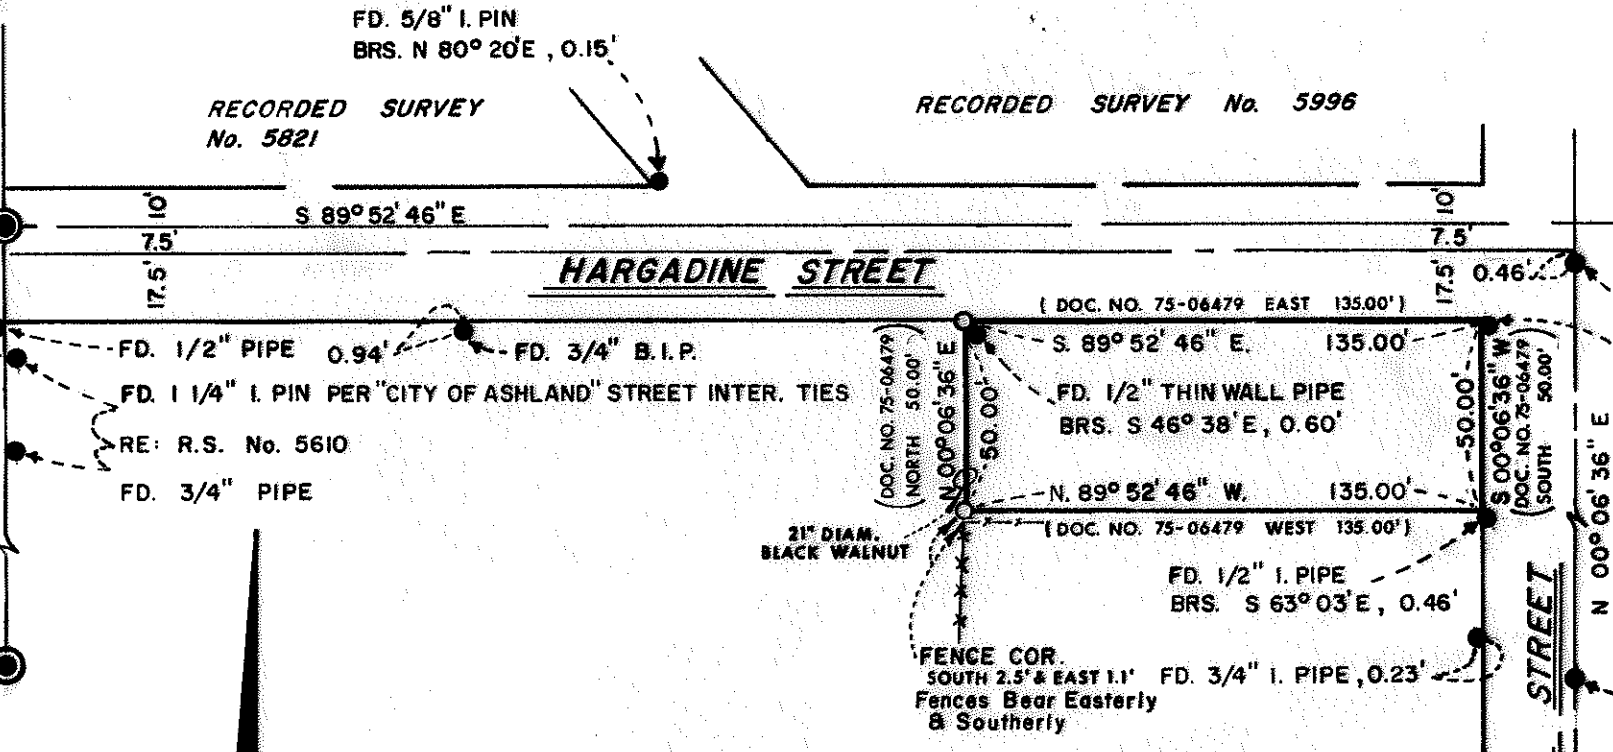 FD. 5/8" I. PIN
BRS. N 80° 20'E , 0.15'
RECORDED SURVEY
No. 5821
RECORDED SURVEY No. 5996
10'
S 89° 52' 46" E
7.5'
17.5'
10'
7.5'
17.5'
0.46'
HARGADINE STREET
( DOC. NO. 75-06479 EAST 135.00')
S. 89° 52' 46" E. 135.00'
FD. 1/2" PIPE
0.94'
FD. 3/4" B.I.P.
FD. 1 1/4" I. PIN PER "CITY OF ASHLAND" STREET INTER. TIES
RE: R.S. No. 5610
FD. 3/4" PIPE
(DOC. NO. 75-06479
NORTH 50.00')
N 00° 06' 36" E
50.00'
FD. 1/2" THIN WALL PIPE
BRS. S 46° 38' E, 0.60'
50.00'
S 00° 06' 36" W
(DOC. NO. 75-06479
SOUTH 50.00')
N. 89° 52' 46" W. 135.00'
(DOC. NO. 75-06479 WEST 135.00')
21" DIAM.
BLACK WALNUT
FD. 1/2" I. PIPE
BRS. S 63° 03' E, 0.46'
FENCE COR.
SOUTH 2.5' & EAST 1.1'
Fences Bear Easterly
& Southerly
FD. 3/4" I. PIPE, 0.23'
STREET
N 00° 06' 36" E